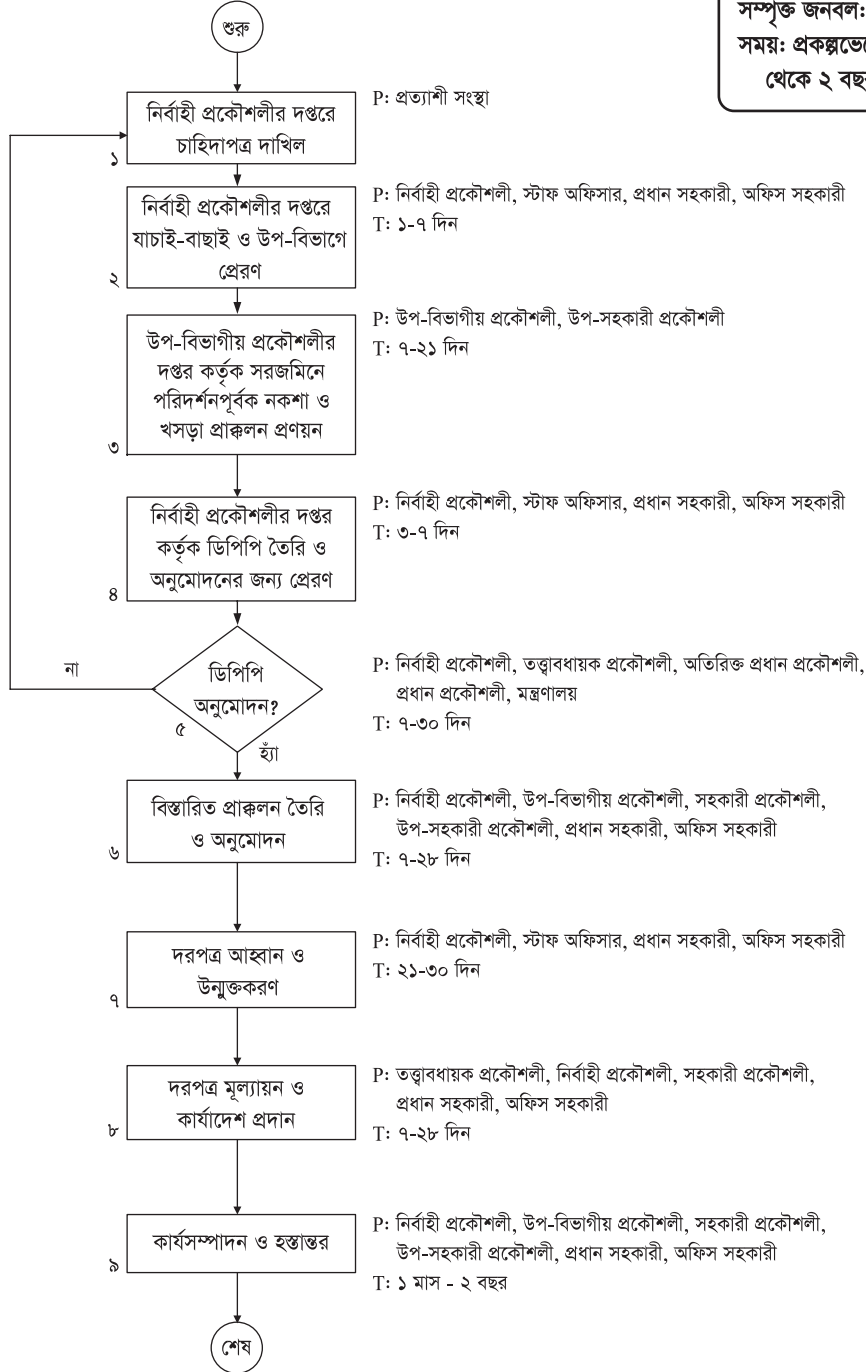 শুরু
সম্পৃক্ত জনবল:
সময়: প্রকল্পভেদে
থেকে ২ বছর
নির্বাহী প্রকৌশলীর দপ্তরে
চাহিদাপত্র দাখিল
১
P: প্রত্যাশী সংস্থা
নির্বাহী প্রকৌশলীর দপ্তরে
যাচাই-বাছাই ও উপ-বিভাগে
প্রেরণ
২
P: নির্বাহী প্রকৌশলী, স্টাফ অফিসার, প্রধান সহকারী, অফিস সহকারী
T: ১-৭ দিন
উপ-বিভাগীয় প্রকৌশলীর
দপ্তর কর্তৃক সরজমিনে
পরিদর্শনপূর্বক নকশা ও
খসড়া প্রাক্কলন প্রণয়ন
৩
P: উপ-বিভাগীয় প্রকৌশলী, উপ-সহকারী প্রকৌশলী
T: ৭-২১ দিন
নির্বাহী প্রকৌশলীর দপ্তর
কর্তৃক ডিপিপি তৈরি ও
অনুমোদনের জন্য প্রেরণ
৪
P: নির্বাহী প্রকৌশলী, স্টাফ অফিসার, প্রধান সহকারী, অফিস সহকারী
T: ৩-৭ দিন
না
ডিপিপি
অনুমোদন?
৫
হ্যাঁ
P: নির্বাহী প্রকৌশলী, তত্ত্বাবধায়ক প্রকৌশলী, অতিরিক্ত প্রধান প্রকৌশলী,
প্রধান প্রকৌশলী, মন্ত্রণালয়
T: ৭-৩০ দিন
বিস্তারিত প্রাক্কলন তৈরি
ও অনুমোদন
৬
P: নির্বাহী প্রকৌশলী, উপ-বিভাগীয় প্রকৌশলী, সহকারী প্রকৌশলী,
উপ-সহকারী প্রকৌশলী, প্রধান সহকারী, অফিস সহকারী
T: ৭-২৮ দিন
দরপত্র আহ্বান ও
উন্মুক্তকরণ
৭
P: নির্বাহী প্রকৌশলী, স্টাফ অফিসার, প্রধান সহকারী, অফিস সহকারী
T: ২১-৩০ দিন
দরপত্র মূল্যায়ন ও
কার্যাদেশ প্রদান
৮
P: তত্ত্বাবধায়ক প্রকৌশলী, নির্বাহী প্রকৌশলী, সহকারী প্রকৌশলী,
প্রধান সহকারী, অফিস সহকারী
T: ৭-২৮ দিন
কার্যসম্পাদন ও হস্তান্তর
৯
P: নির্বাহী প্রকৌশলী, উপ-বিভাগীয় প্রকৌশলী, সহকারী প্রকৌশলী,
উপ-সহকারী প্রকৌশলী, প্রধান সহকারী, অফিস সহকারী
T: ১ মাস - ২ বছর
শেষ